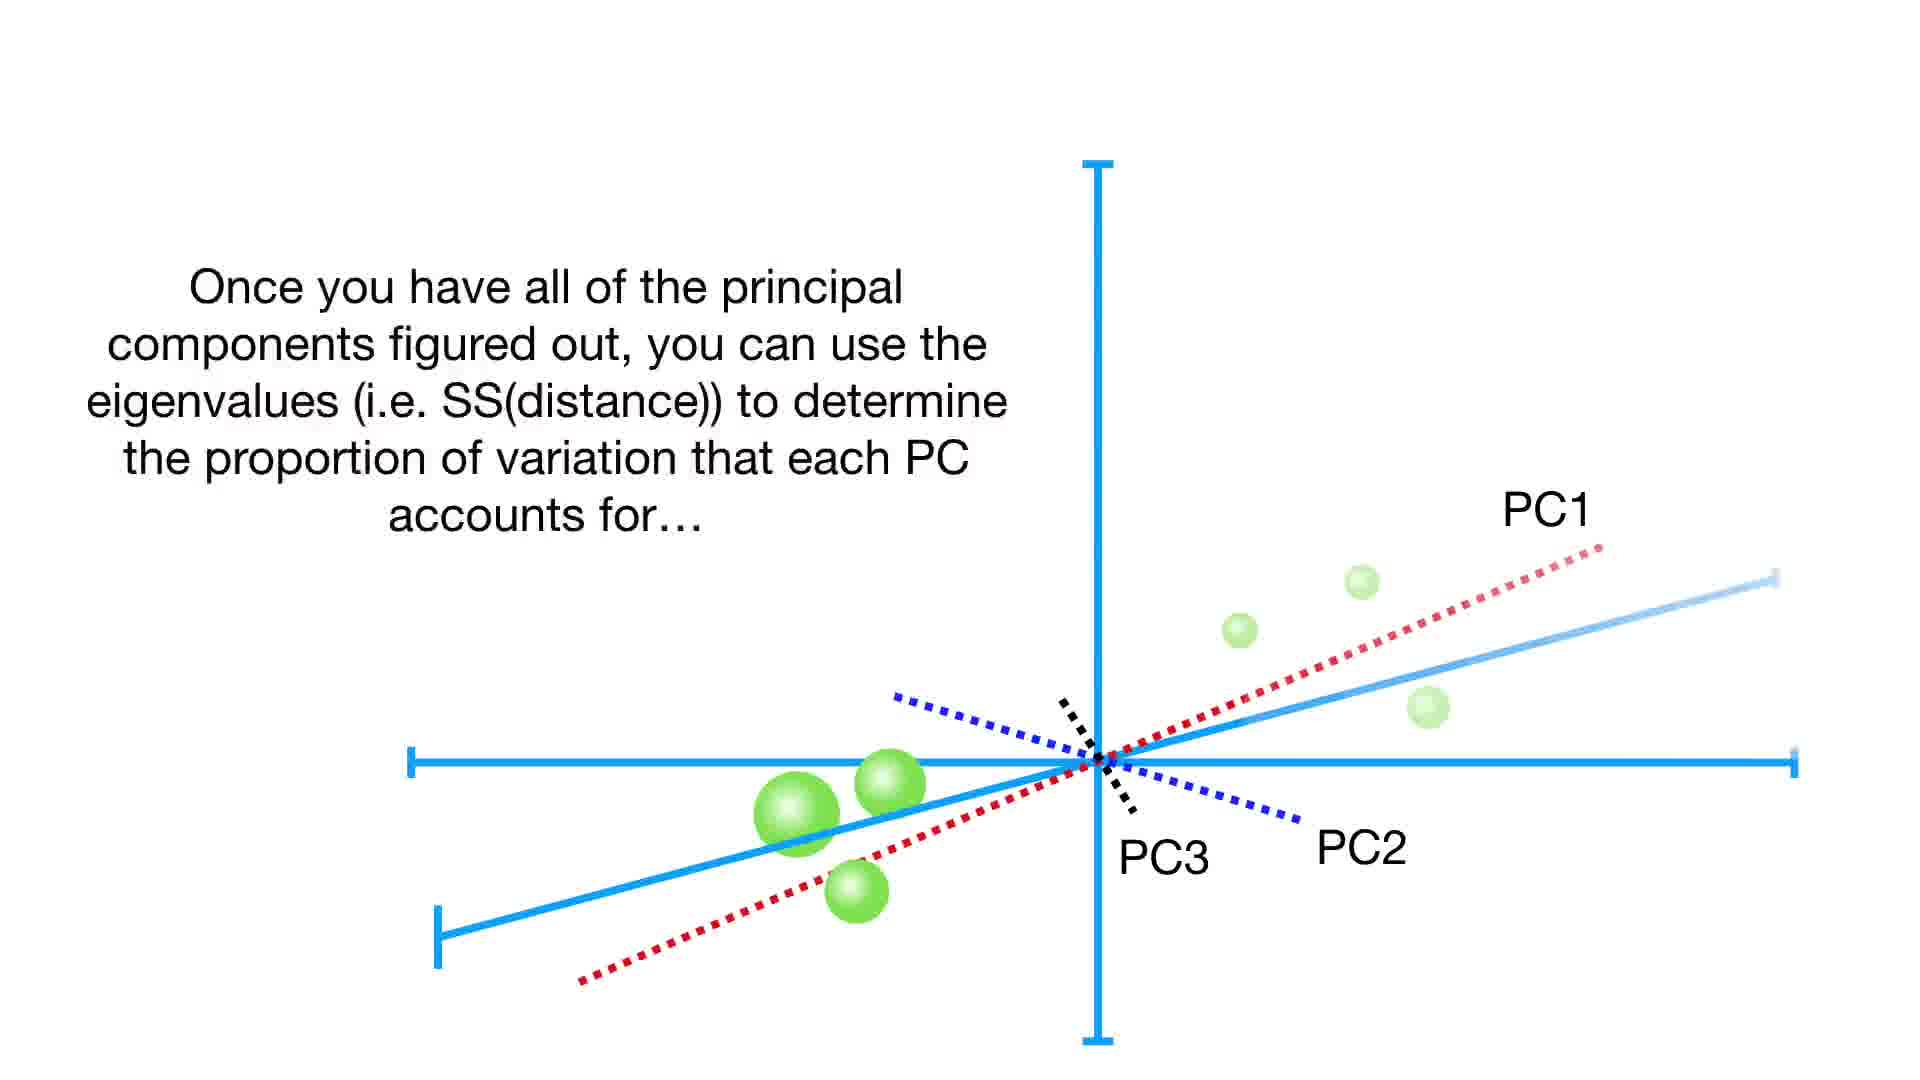 Once you have all of the principal
components figured out, you can use the
eigenvalues (i.e. SS(distance)) to determine
the proportion of variation that each PC
accounts for…
PC1
PC2
PC3